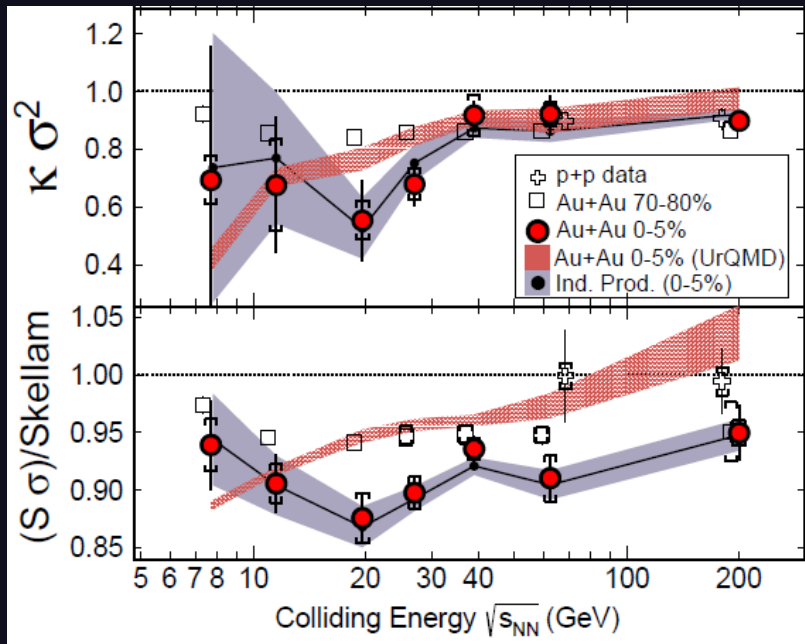 κ σ²
1.2
1.0
0.8
0.6
0.4
p+p data
Au+Au 70-80%
Au+Au 0-5%
Au+Au 0-5% (UrQMD)
Ind. Prod. (0-5%)
(S σ)/Skellam
1.05
1.00
0.95
0.90
0.85
5 6 7 8 10 20 30 40 100 200
Colliding Energy √s_NN (GeV)